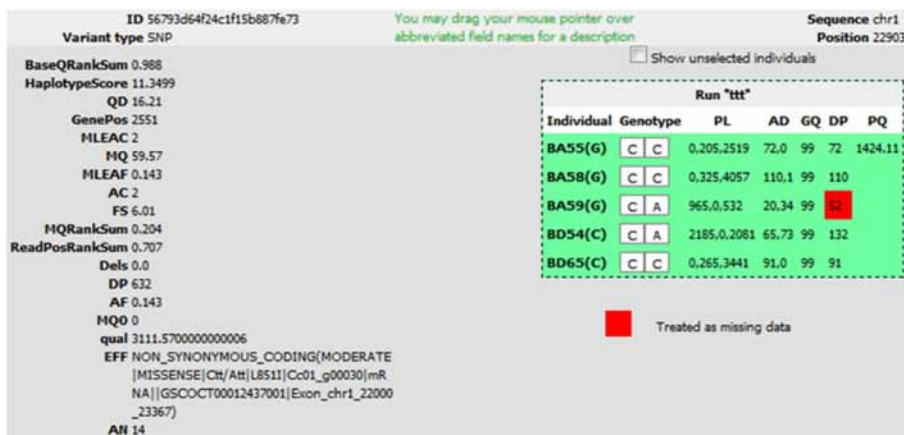 ID 56793d64f24c1f15b887fe73
Variant type SNP
You may drag your mouse pointer over
abbreviated field names for a description
Sequence chr1
Position 22903
BaseQRankSum 0.988
HaplotypeScore 11.3499
QD 16.21
GenePos 2551
MLEAC 2
MQ 59.57
MLEAF 0.143
AC 2
FS 6.01
MQRankSum 0.204
ReadPosRankSum 0.707
Dels 0.0
DP 632
AF 0.143
MQ0 0
qual 3111.5700000000006
EFF NON_SYNONYMOUS_CODING(MODERATE
|MISSENSE|Ctt/Att|L851I|Cc01_g00030|mR
NA||GSCOCT00012437001|Exon_chr1_22000
_23367)
AN 14
Show unselected individuals
Run "ttt"
Individual Genotype PL AD GQ DP PQ
BA55(G) C C 0,205,2519 72,0 99 72 1424.11
BA58(G) C C 0,325,4057 110,1 99 110
BA59(G) C A 965,0,532 20,34 99 52
BD54(C) C A 2185,0,2081 65,73 99 132
BD65(C) C C 0,265,3441 91,0 99 91
Treated as missing data